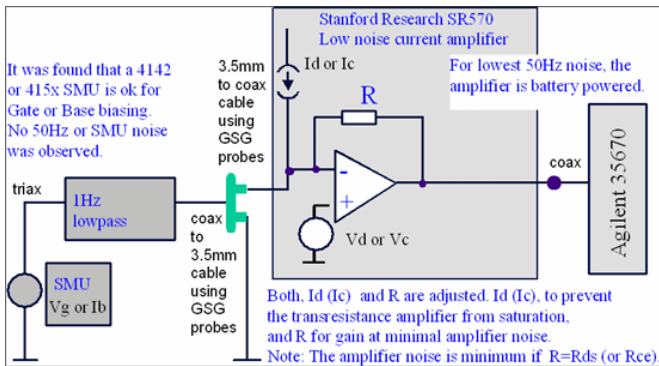 Stanford Research SR570
Low noise current amplifier
It was found that a 4142
or 415x SMU is ok for
Gate or Base biasing.
No 50Hz or SMU noise
was observed.
3.5mm
to coax
cable
using
GSG
probes
Id or Ic
R
For lowest 50Hz noise, the
amplifier is battery powered.
triax
1Hz
lowpass
-
+
coax
Agilent 35670
Vd or Vc
SMU
Vg or Ib
coax
to
3.5mm
cable
using
GSG
probes
Both, Id (Ic) and R are adjusted. Id (Ic), to prevent
the transresistance amplifier from saturation,
and R for gain at minimal amplifier noise.
Note: The amplifier noise is minimum if R=Rds (or Rce).